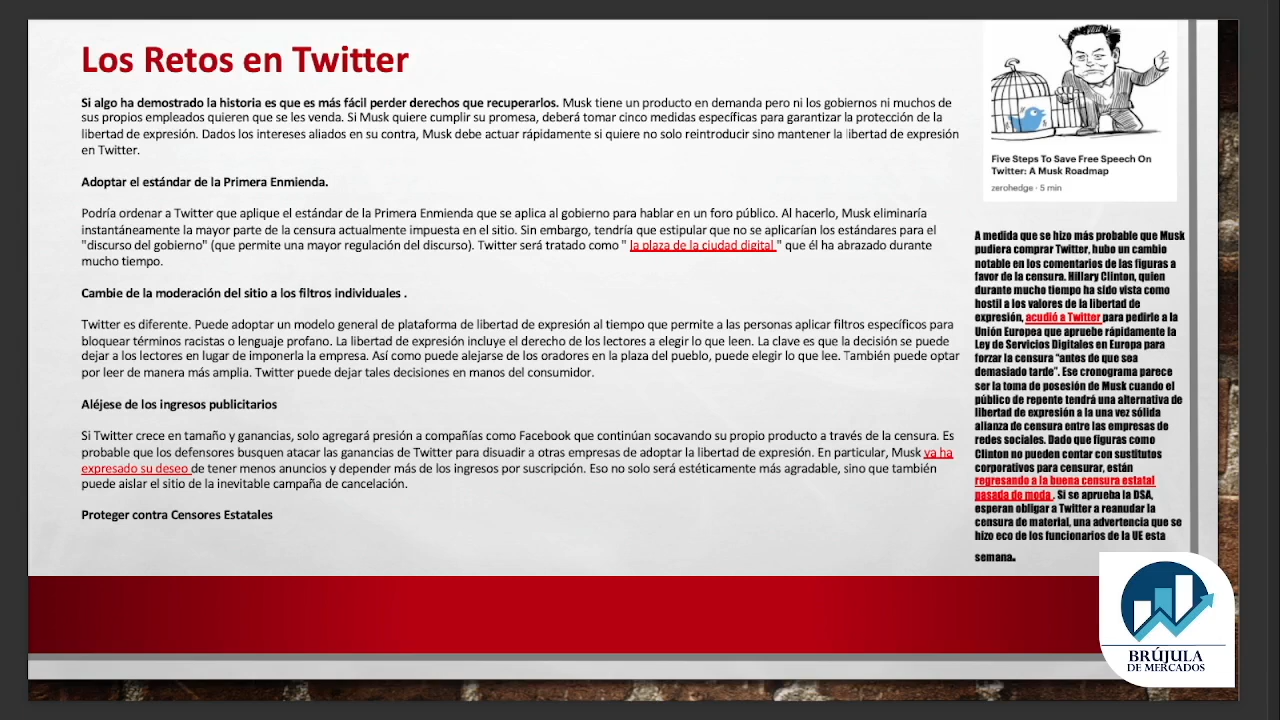 Los Retos en Twitter
Si algo ha demostrado la historia es que es más fácil perder derechos que recuperarlos. Musk tiene un producto en demanda pero ni los gobiernos ni muchos de
sus propios empleados quieren que se les venda. Si Musk quiere cumplir su promesa, deberá tomar cinco medidas específicas para garantizar la protección de la
libertad de expresión. Dados los intereses aliados en su contra, Musk debe actuar rápidamente si quiere no solo reintroducir sino mantener la libertad de expresión
en Twitter.
Adoptar el estándar de la Primera Enmienda.
Podría ordenar a Twitter que aplique el estándar de la Primera Enmienda que se aplica al gobierno para hablar en un foro público. Al hacerlo, Musk eliminaría
instantáneamente la mayor parte de la censura actualmente impuesta en el sitio. Sin embargo, tendría que estipular que no se aplicarían los estándares para el
"discurso del gobierno" (que permite una mayor regulación del discurso). Twitter será tratado como " la plaza de la ciudad digital " que él ha abrazado durante
mucho tiempo.
Cambie de la moderación del sitio a los filtros individuales .
Twitter es diferente. Puede adoptar un modelo general de plataforma de libertad de expresión al tiempo que permite a las personas aplicar filtros específicos para
bloquear términos racistas o lenguaje profano. La libertad de expresión incluye el derecho de los lectores a elegir lo que leen. La clave es que la decisión se puede
dejar a los lectores en lugar de imponerla la empresa. Así como puede alejarse de los oradores en la plaza del pueblo, puede elegir lo que lee. También puede optar
por leer de manera más amplia. Twitter puede dejar tales decisiones en manos del consumidor.
Aléjese de los ingresos publicitarios
Si Twitter crece en tamaño y ganancias, solo agregará presión a compañías como Facebook que continúan socavando su propio producto a través de la censura. Es
probable que los defensores busquen atacar las ganancias de Twitter para disuadir a otras empresas de adoptar la libertad de expresión. En particular, Musk ya ha
expresado su deseo de tener menos anuncios y depender más de los ingresos por suscripción. Eso no solo será estéticamente más agradable, sino que también
puede aislar el sitio de la inevitable campaña de cancelación.
Proteger contra Censores Estatales
Five Steps To Save Free Speech On
Twitter: A Musk Roadmap
zerohedge · 5 min
A medida que se hizo más probable que Musk
pudiera comprar Twitter, hubo un cambio
notable en los comentarios de las figuras a
favor de la censura. Hillary Clinton, quien
durante mucho tiempo ha sido vista como
hostil a los valores de la libertad de
expresión, acudió a Twitter para pedirle a la
Unión Europea que apruebe rápidamente la
Ley de Servicios Digitales en Europa para
forzar la censura "antes de que sea
demasiado tarde". Ese cronograma parece
ser la toma de posesión de Musk cuando el
público de repente tendrá una alternativa de
libertad de expresión a la una vez sólida
alianza de censura entre las empresas de
redes sociales. Dado que figuras como
Clinton no pueden contar con sustitutos
corporativos para censurar, están
regresando a la buena censura estatal
pasada de moda . Si se aprueba la DSA,
esperan obligar a Twitter a reanudar la
censura de material, una advertencia que se
hizo eco de los funcionarios de la UE esta
semana.
BRÚJULA
DE MERCADOS